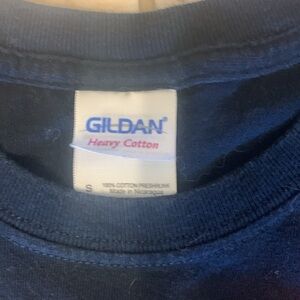 GILDAN®
Heavy Cotton
S
100% COTTON PRESHRUNK
Made in Nicaragua